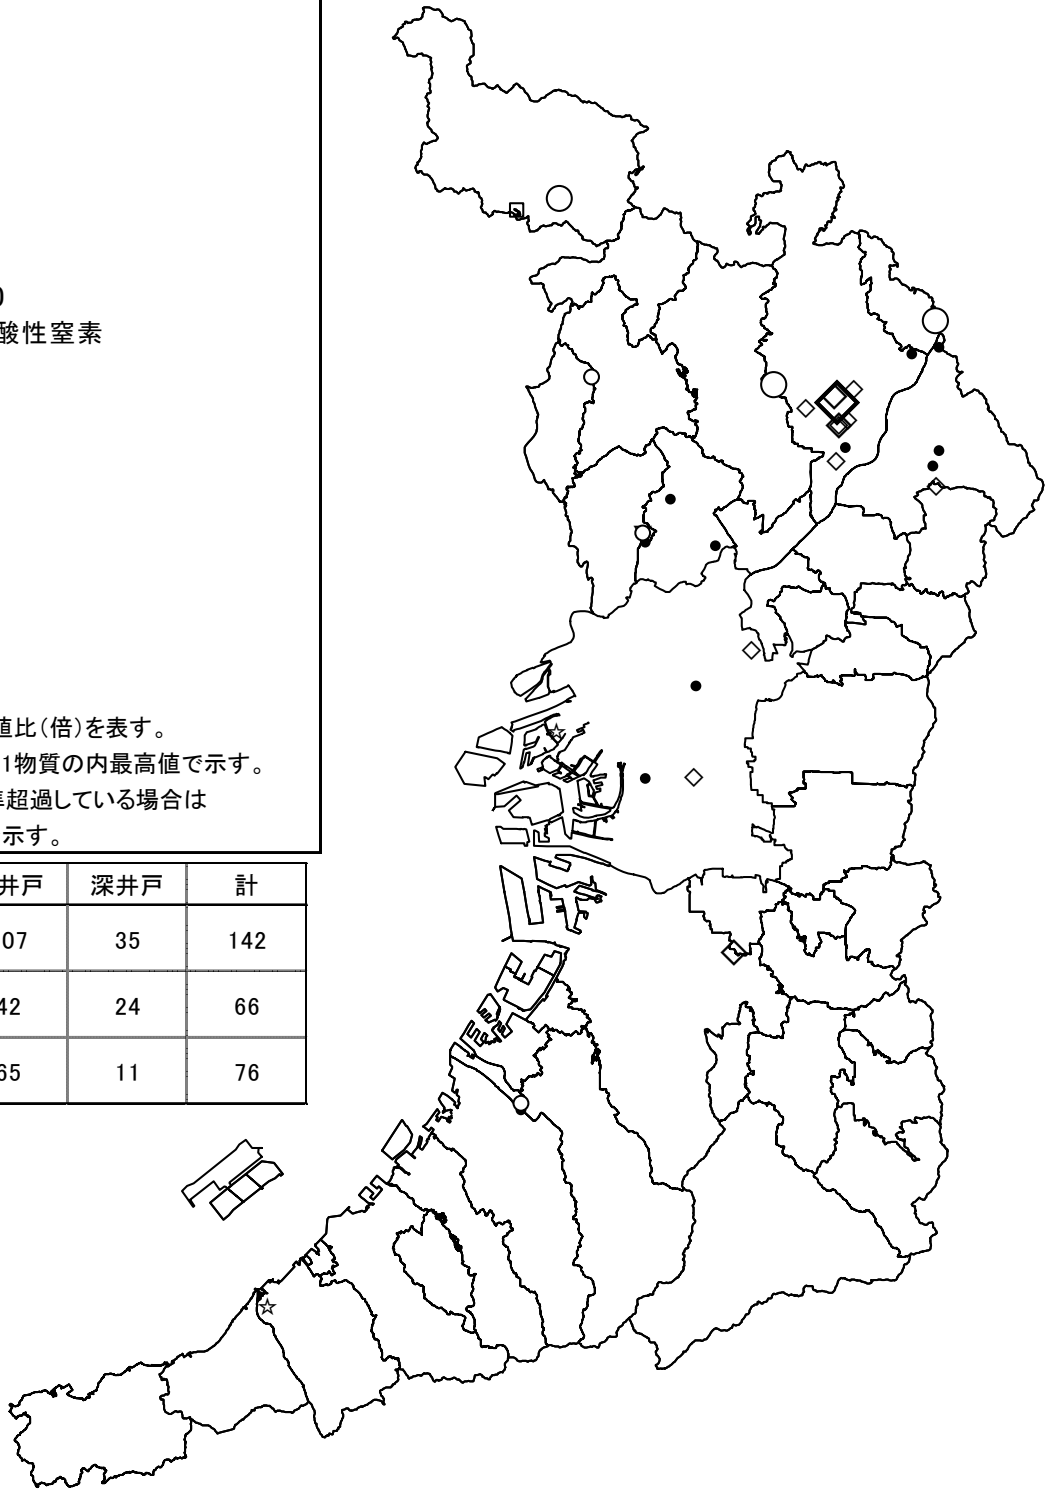 )
酸性窒素
値比（倍）を表す。
1物質の内最高値で示す。
準超過している場合は
示す。
井戸 深井戸 計
07 35 142
42 24 66
65 11 76